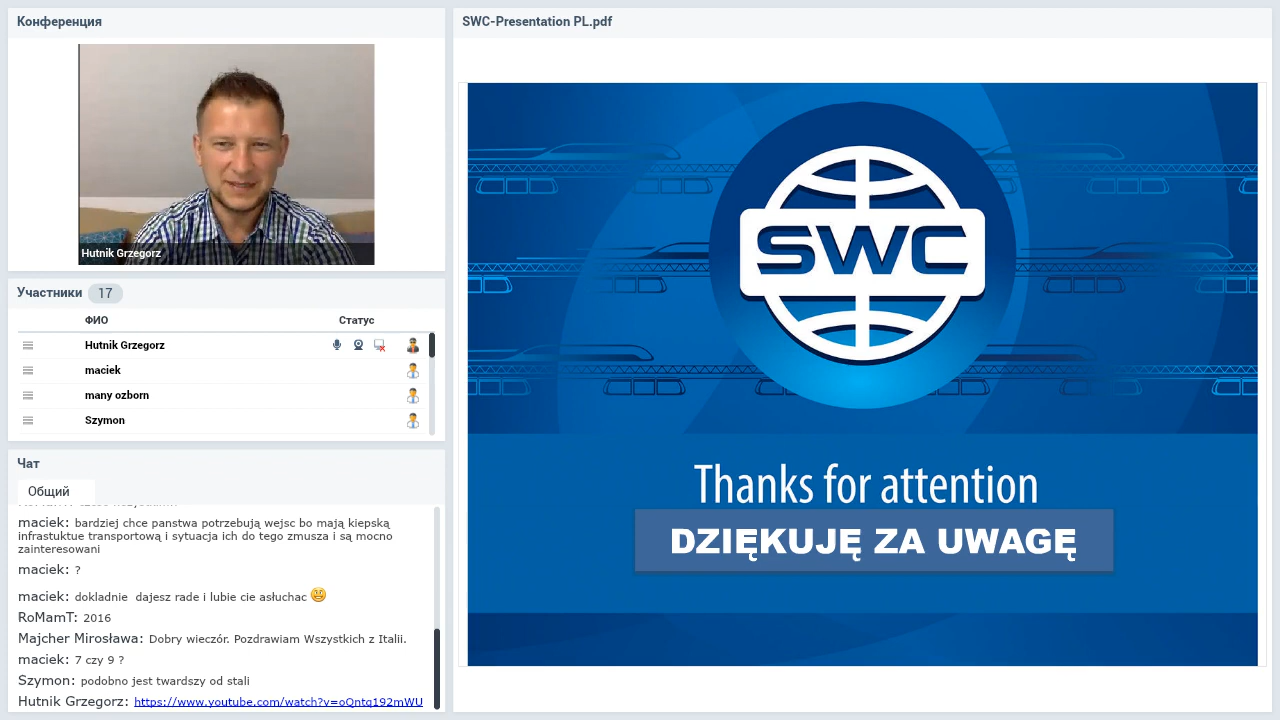 Конференция
Hutnik Grzegorz
Участники 17
ФИО Статус
Hutnik Grzegorz
maciek
many ozborn
Szymon
Чат
Общий
maciek: bardziej chce panstwa potrzebują wejsc bo mają kiepską
infrastuktue transportową i sytuacja ich do tego zmusza i są mocno
zainteresowani
maciek: ?
maciek: dokladnie dajesz rade i lubie cie asłuchac
RoMamT: 2016
Majcher Mirosława: Dobry wieczór. Pozdrawiam Wszystkich z Italii.
maciek: 7 czy 9 ?
Szymon: podobno jest twardszy od stali
Hutnik Grzegorz: https://www.youtube.com/watch?v=oQntq192mWU
SWC-Presentation PL.pdf
SWC
Thanks for attention
DZIĘKUJĘ ZA UWAGĘ